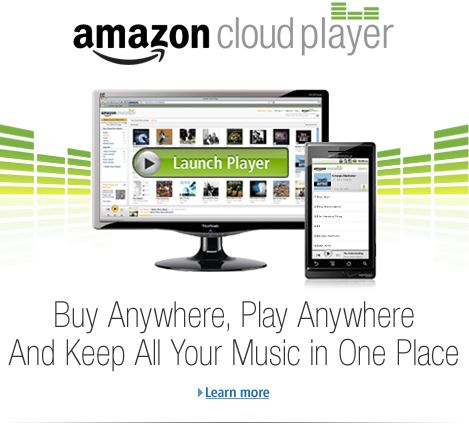 amazon cloud player
Launch Player
ViewSonic
Buy Anywhere, Play Anywhere
And Keep All Your Music in One Place
Learn more